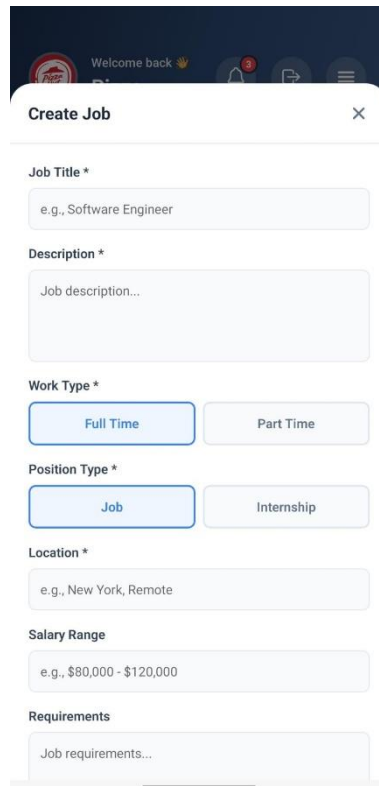 Welcome back 👋
3
Create Job
Job Title *
e.g., Software Engineer
Description *
Job description...
Work Type *
Full Time
Part Time
Position Type *
Job
Internship
Location *
e.g., New York, Remote
Salary Range
e.g., $80,000 - $120,000
Requirements
Job requirements...